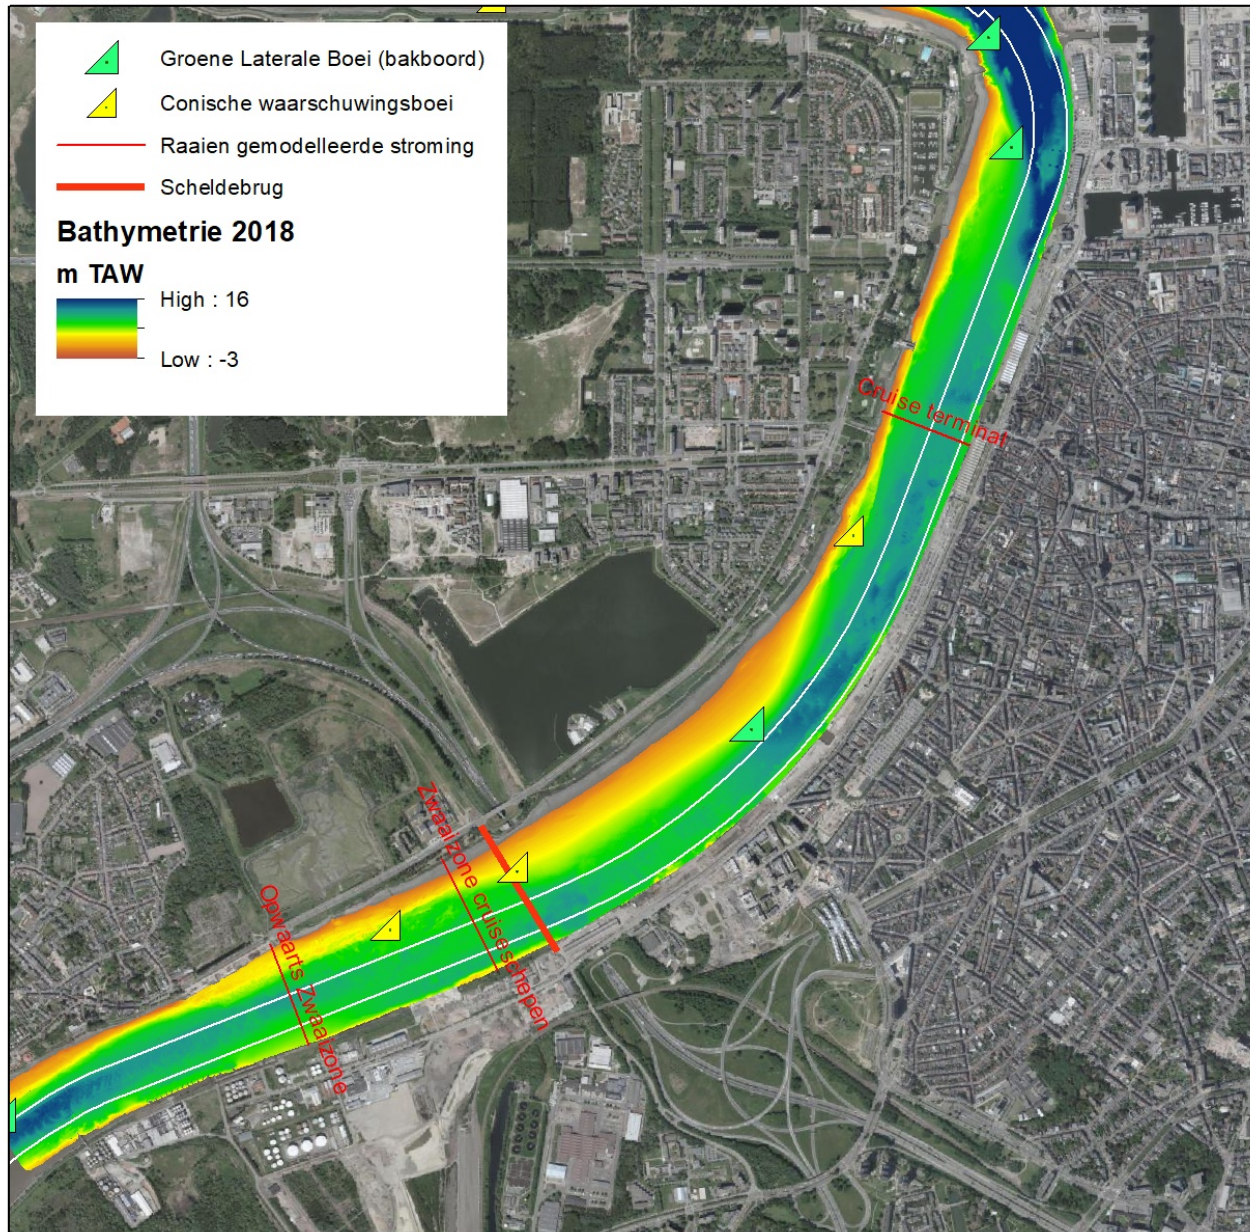 Groene Laterale Boei (bakboord)
Conische waarschuwingsboei
Raaien gemodelleerde stroming
Scheldebrug
Bathymetrie 2018
m TAW
High : 16
Low : -3
Cruise terminal
Zwaaizone cruiseschepen
Opwaarts Zwaaizone